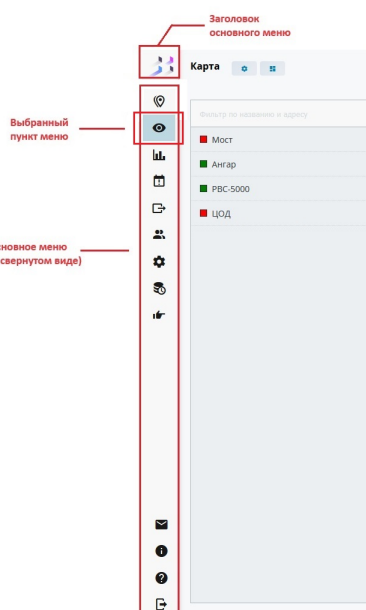 Заголовок
основного меню
Карта
Фильтр по названию и адресу
Выбранный
пункт меню
Мост
Ангар
РВС-5000
ЦОД
новное меню
свернутом виде)